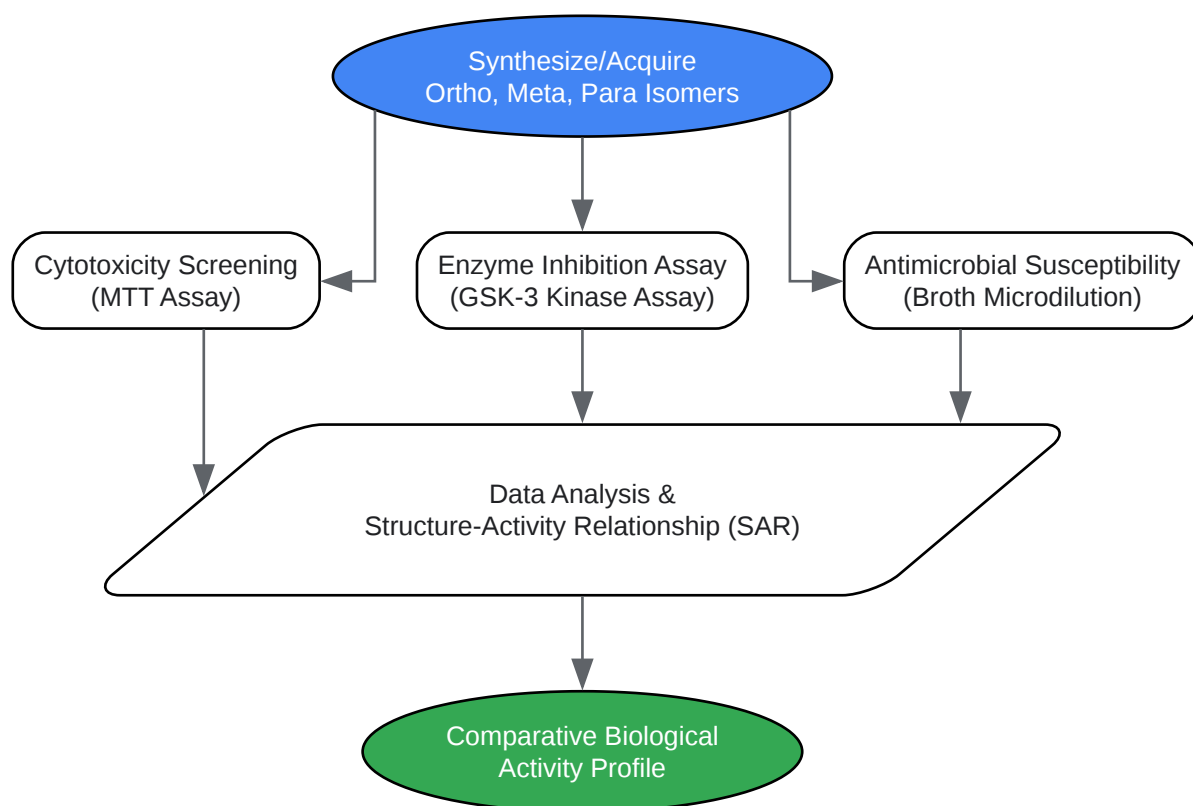 Synthesize/Acquire
Ortho, Meta, Para Isomers
Cytotoxicity Screening
(MTT Assay)
Enzyme Inhibition Assay
(GSK-3 Kinase Assay)
Antimicrobial Susceptibility
(Broth Microdilution)
Data Analysis &
Structure-Activity Relationship (SAR)
Comparative Biological
Activity Profile